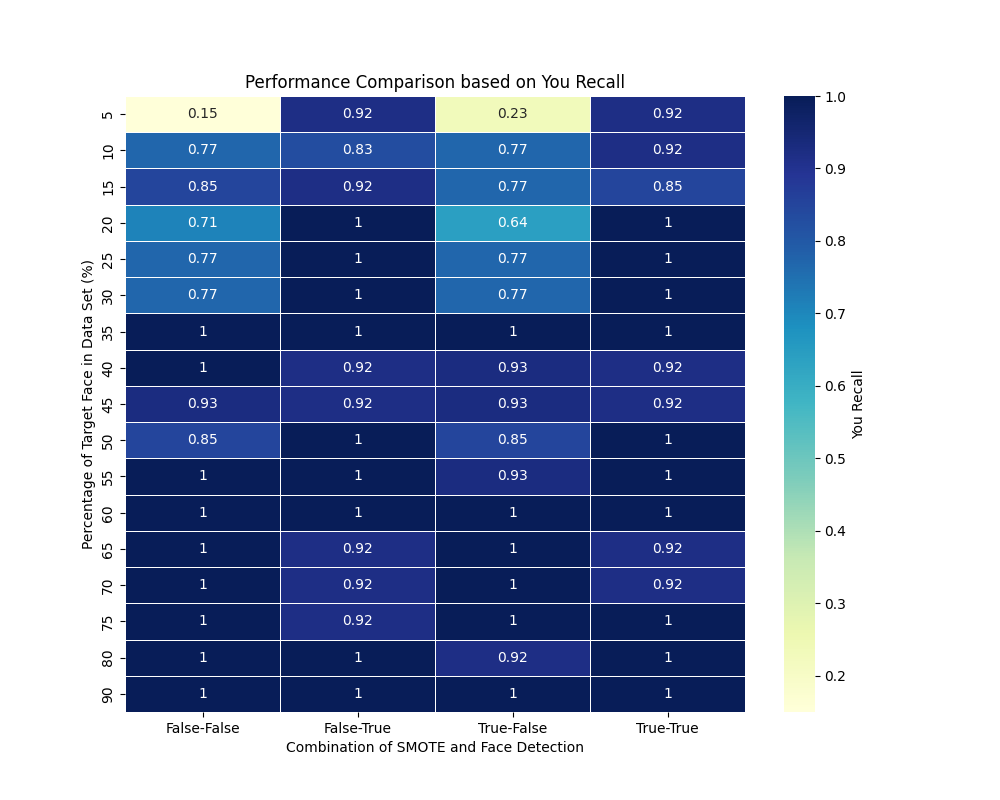 Performance Comparison based on You Recall
5 0.15 0.92 0.23 0.92
10 0.77 0.83 0.77 0.92
15 0.85 0.92 0.77 0.85
20 0.71 1 0.64 1
25 0.77 1 0.77 1
30 0.77 1 0.77 1
35 1 1 1 1
40 1 0.92 0.93 0.92
45 0.93 0.92 0.93 0.92
50 0.85 1 0.85 1
55 1 1 0.93 1
60 1 1 1 1
65 1 0.92 1 0.92
70 1 0.92 1 0.92
75 1 0.92 1 1
80 1 1 0.92 1
90 1 1 1 1
False-False False-True True-False True-True
Combination of SMOTE and Face Detection
Percentage of Target Face in Data Set (%)
1.0
0.9
0.8
0.7
0.6
0.5
0.4
0.3
0.2
You Recall